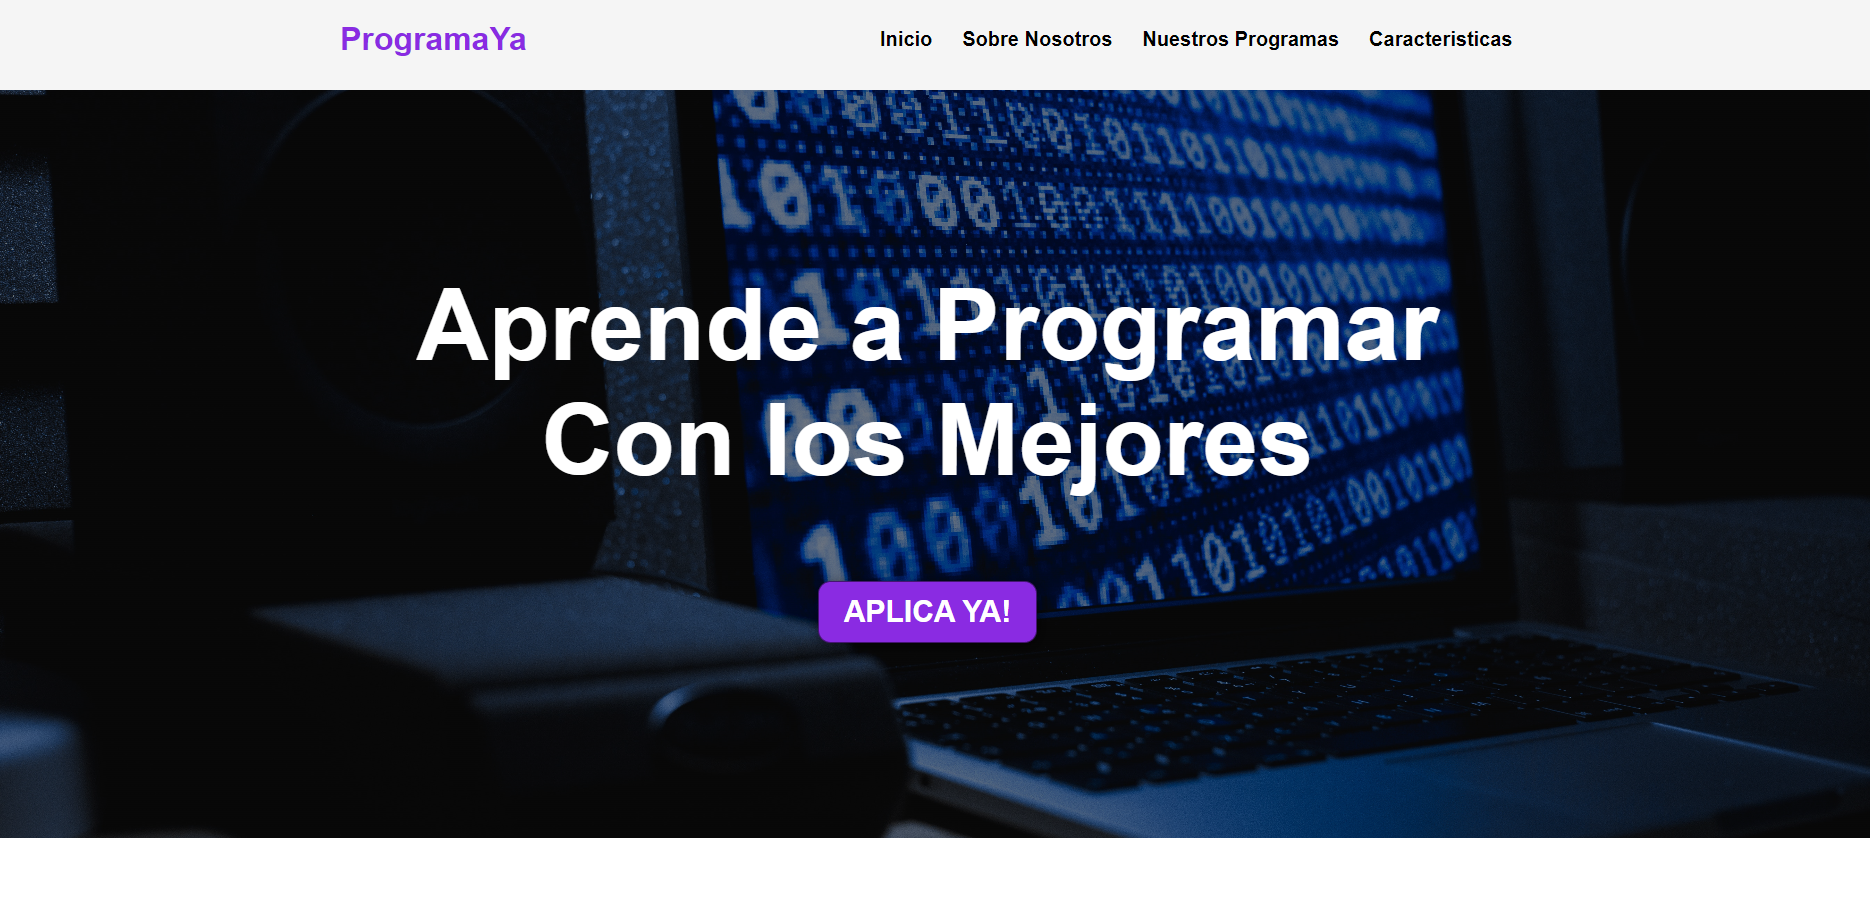 ProgramaYa
Inicio Sobre Nosotros Nuestros Programas Caracteristicas
Aprende a Programar
Con los Mejores
APLICA YA!